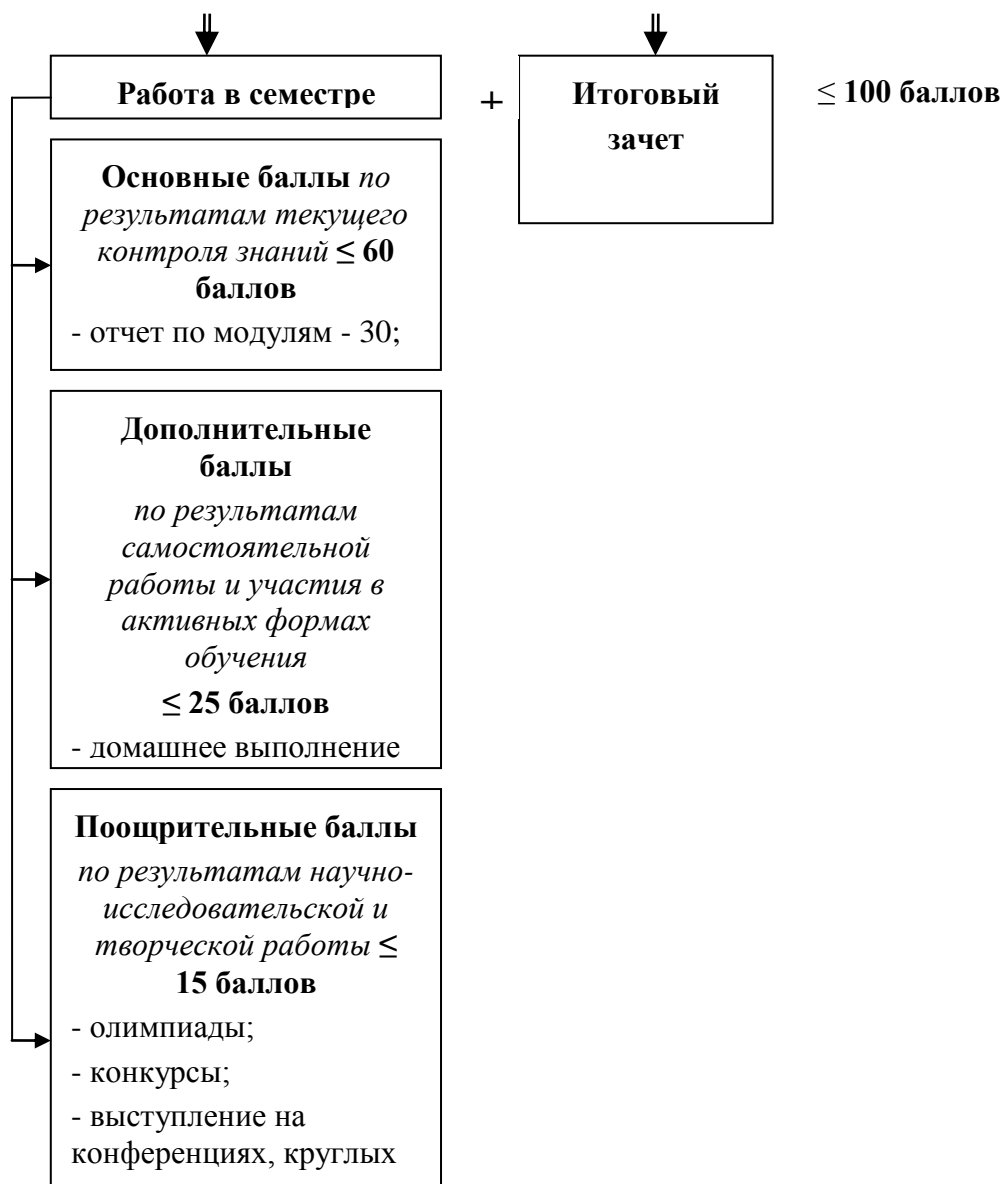 Работа в семестре
+
Итоговый
зачет
≤ 100 баллов
Основные баллы по
результатам текущего
контроля знаний ≤ 60
баллов
- отчет по модулям - 30;
Дополнительные
баллы
по результатам
самостоятельной
работы и участия в
активных формах
обучения
≤ 25 баллов
- домашнее выполнение
Поощрительные баллы
по результатам научно-
исследовательской и
творческой работы ≤
15 баллов
- олимпиады;
- конкурсы;
- выступление на
конференциях, круглых